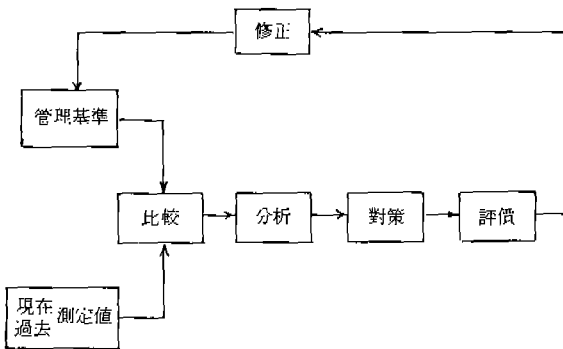 修正
管理基準
比較
分析
對策
評價
現在
過去
測定値